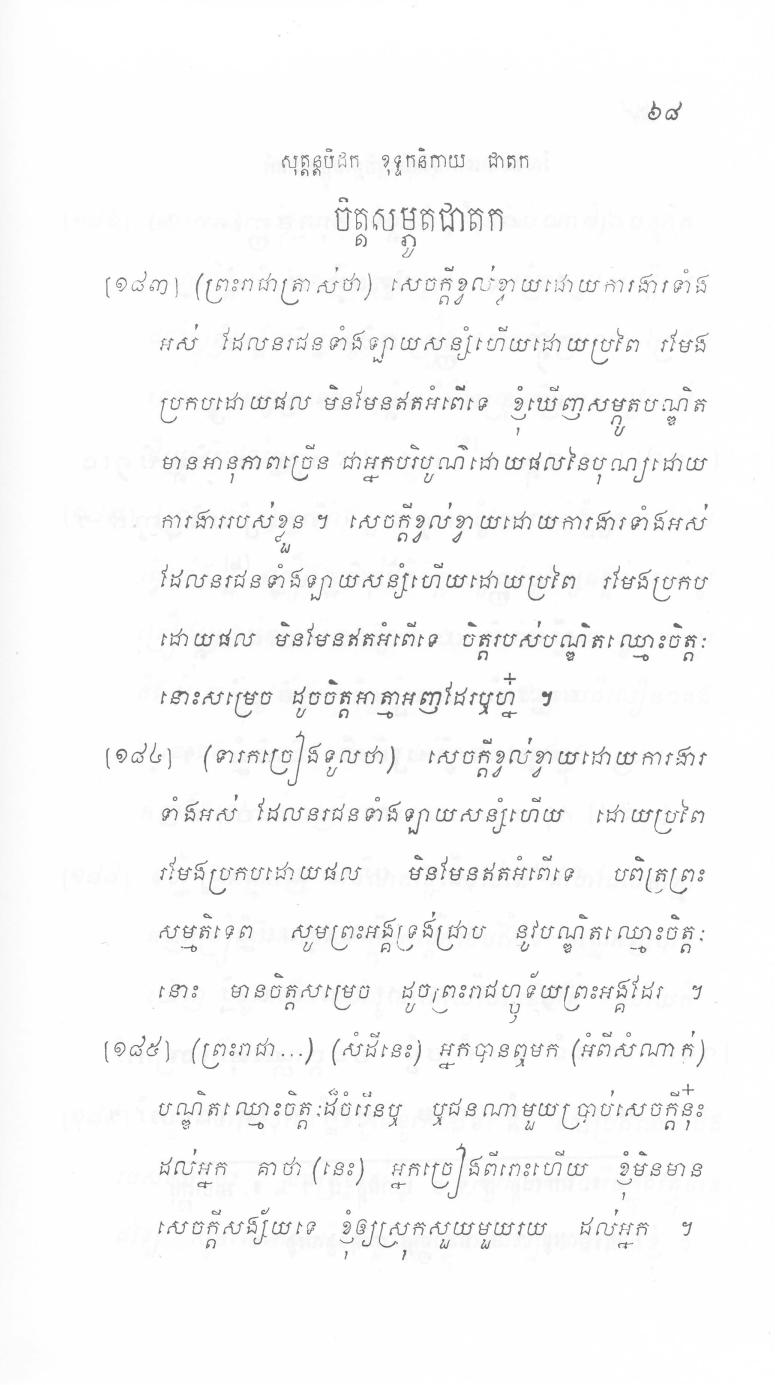 ៦៨
សុត្តន្តបិដក ខុទ្ទកនិកាយ ជាតក
ចិត្តសម្ភូតជាតក
[១៨៣] (ព្រះរាជាត្រាស់ថា) សេចក្តីខ្វល់ខ្វាយដោយការងារទាំង
អស់ ដែលនរជនទាំងឡាយសន្សំហើយដោយប្រពៃ រមែង
ប្រកបដោយផល មិនមែនឥតអំពើទេ ខ្ញុំឃើញសម្ភូតបណ្ឌិត
មានអានុភាពច្រើន ជាអ្នកបរិបូណ៌ដោយផលនៃបុណ្យដោយ
ការងាររបស់ខ្លួន ។ សេចក្តីខ្វល់ខ្វាយដោយការងារទាំងអស់
ដែលនរជនទាំងឡាយសន្សំហើយដោយប្រពៃ រមែងប្រកប
ដោយផល មិនមែនឥតអំពើទេ ចិត្តរបស់បណ្ឌិតឈ្មោះចិត្តៈ
នោះសម្រេច ដូចចិត្តអាត្មាអញដែរឬហ្ន៎ ។
[១៨៤] (ទារកច្រៀងទូលថា) សេចក្តីខ្វល់ខ្វាយដោយការងារ
ទាំងអស់ ដែលនរជនទាំងឡាយសន្សំហើយ ដោយប្រពៃ
រមែងប្រកបដោយផល មិនមែនឥតអំពើទេ បពិត្រព្រះ
សម្មតិទេព សូមព្រះអង្គទ្រង់ជ្រាប នូវបណ្ឌិតឈ្មោះចិត្តៈ
នោះ មានចិត្តសម្រេច ដូចព្រះរាជហ្ឫទ័យព្រះអង្គដែរ ។
[១៨៥] (ព្រះរាជា...) (សំដីនេះ) អ្នកបានឮមក (អំពីសំណាក់)
បណ្ឌិតឈ្មោះចិត្តៈដ៏ចំរើនឬ ឬជនណាមួយប្រាប់សេចក្តីនុ៎ះ
ដល់អ្នក គាថា (នេះ) អ្នកច្រៀងពីរោះហើយ ខ្ញុំមិនមាន
សេចក្តីសង្ស័យទេ ខ្ញុំឲ្យស្រុកសួយមួយរយ ដល់អ្នក ។